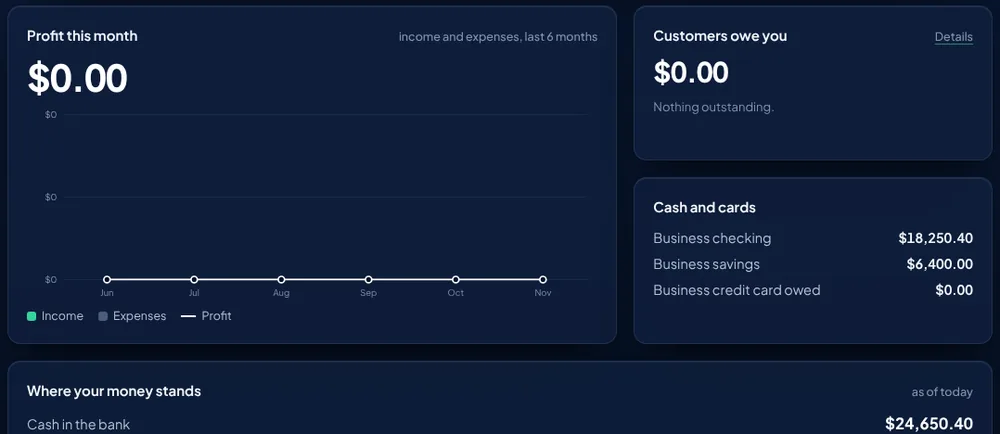 Profit this month
income and expenses, last 6 months
$0.00
$0
$0
$0
Jun Jul Aug Sep Oct Nov
Income Expenses Profit
Customers owe you Details
$0.00
Nothing outstanding.
Cash and cards
Business checking $18,250.40
Business savings $6,400.00
Business credit card owed $0.00
Where your money stands as of today
Cash in the bank $24,650.40